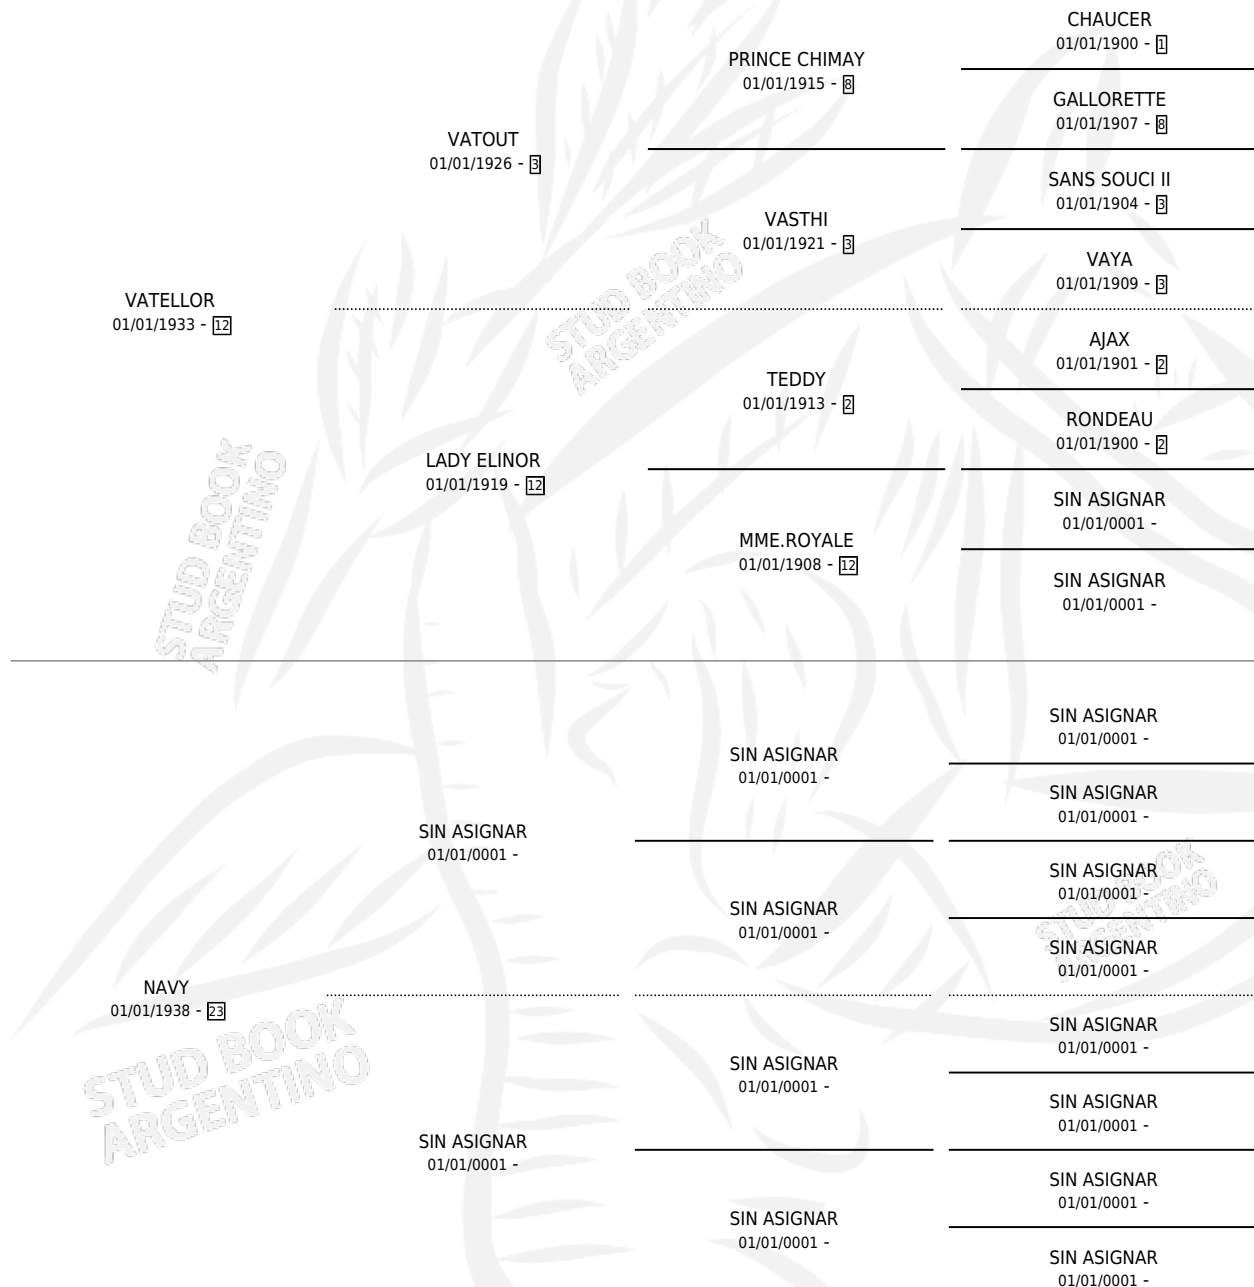 CHAUCER
01/01/1900 - 1
PRINCE CHIMAY
01/01/1915 - 8
GALLORETTE
01/01/1907 - 8
VATOUT
01/01/1926 - 3
SANS SOUCI II
01/01/1904 - 3
VASTHI
01/01/1921 - 3
VAYA
01/01/1909 - 3
VATELLOR
01/01/1933 - 12
AJAX
01/01/1901 - 2
TEDDY
01/01/1913 - 2
RONDEAU
01/01/1900 - 2
LADY ELINOR
01/01/1919 - 12
SIN ASIGNAR
01/01/0001 -
MME.ROYALE
01/01/1908 - 12
SIN ASIGNAR
01/01/0001 -
SIN ASIGNAR
01/01/0001 -
SIN ASIGNAR
01/01/0001 -
SIN ASIGNAR
01/01/0001 -
SIN ASIGNAR
01/01/0001 -
SIN ASIGNAR
01/01/0001 -
SIN ASIGNAR
01/01/0001 -
SIN ASIGNAR
01/01/0001 -
NAVY
01/01/1938 - 23
SIN ASIGNAR
01/01/0001 -
SIN ASIGNAR
01/01/0001 -
SIN ASIGNAR
01/01/0001 -
SIN ASIGNAR
01/01/0001 -
SIN ASIGNAR
01/01/0001 -
SIN ASIGNAR
01/01/0001 -
SIN ASIGNAR
01/01/0001 -
STUD BOOK
ARGENTINO
STUD BOOK
ARGENTINO
STUD BOOK
ARGENTINO
STUD BOOK
ARGENTINO